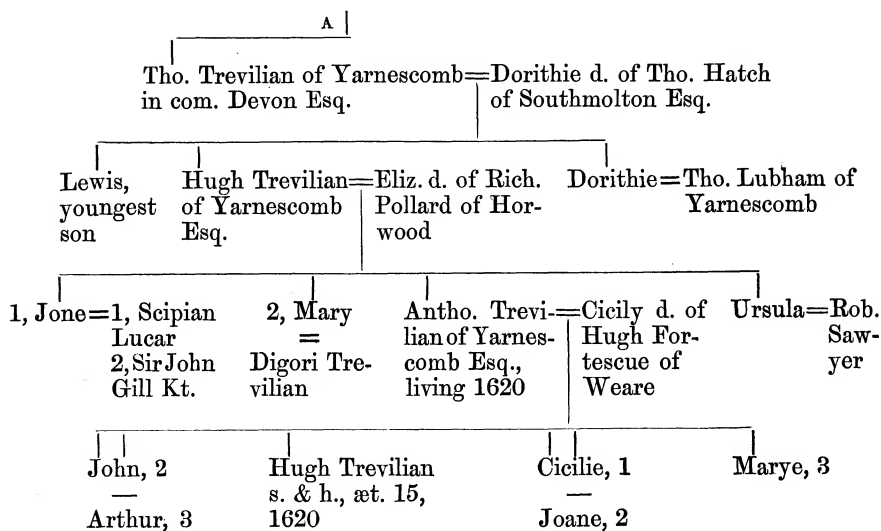 A
Tho. Trevilian of Yarnescomb=Dorithie d. of Tho. Hatch
in com. Devon Esq. of Southmolton Esq.
Lewis,
youngest
son
Hugh Trevilian=Eliz. d. of Rich.
of Yarnescomb Pollard of Hor-
Esq. wood
Dorithie=Tho. Lubham of
Yarnescomb
1, Jone=1, Scipian
Lucar
2, Sir John
Gill Kt.
2, Mary
=
Digori Tre-
vilian
Antho. Trevi-=Cicily d. of
lian of Yarnes- Hugh For-
comb Esq., tescue of
living 1620 Weare
Ursula=Rob.
Saw-
yer
John, 2
—
Arthur, 3
Hugh Trevilian
s. & h., æt. 15,
1620
Cicilie, 1
—
Joane, 2
Marye, 3